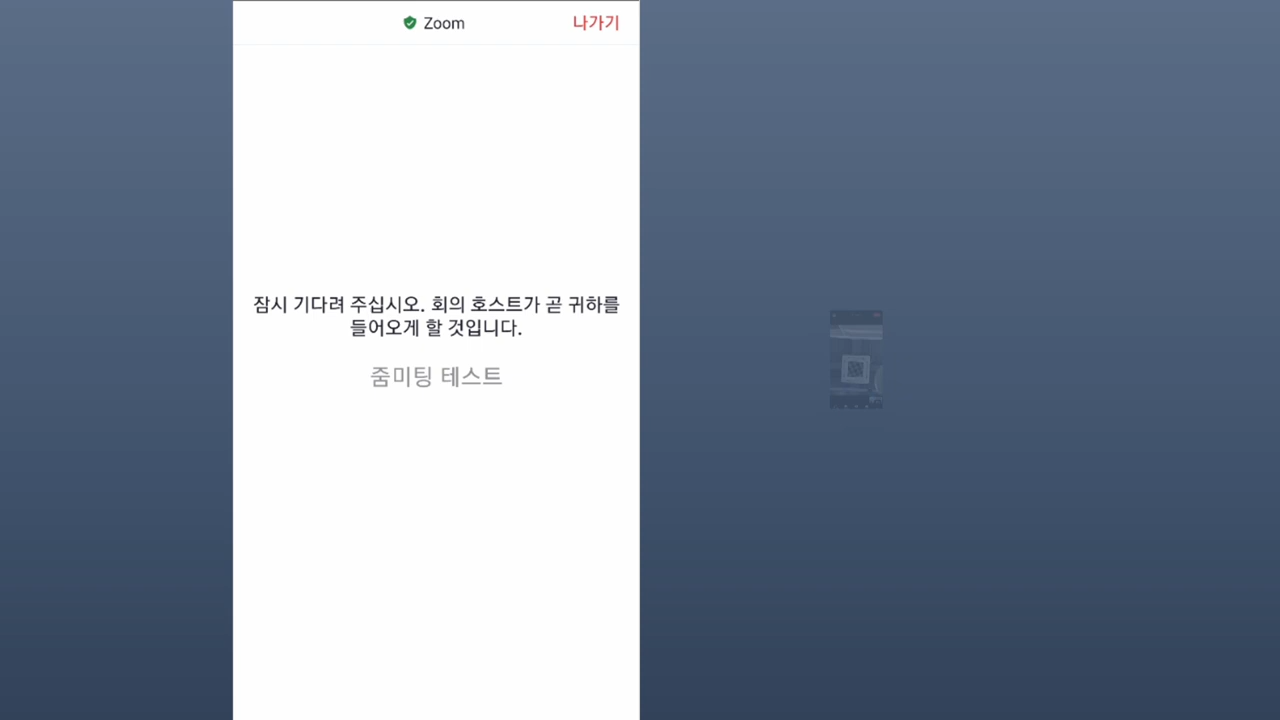 Zoom
나가기
잠시 기다려 주십시오. 회의 호스트가 곧 귀하를
들어오게 할 것입니다.
줌미팅 테스트